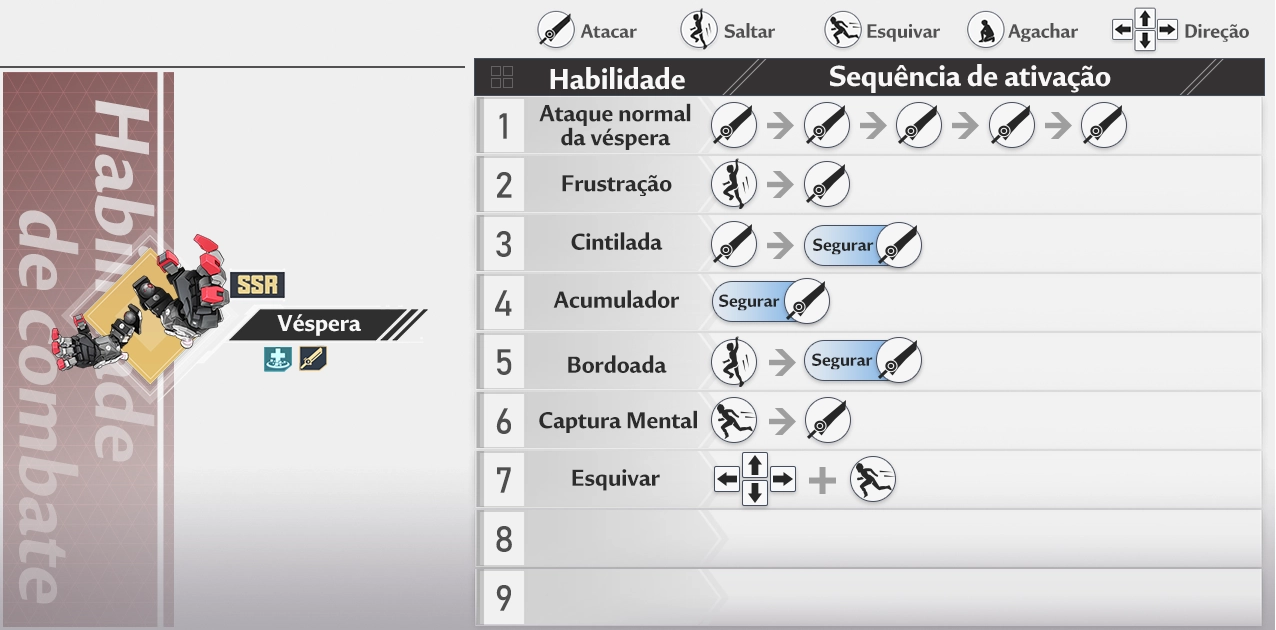 Atacar
Saltar
Esquivar
Agachar
Direção
Habilidade
de combate
SSR
Véspera
Habilidade
Sequência de ativação
1
Ataque normal
da véspera
2
Frustração
3
Cintilada
Segurar
4
Acumulador
Segurar
5
Bordoada
Segurar
6
Captura Mental
7
Esquivar
8
9